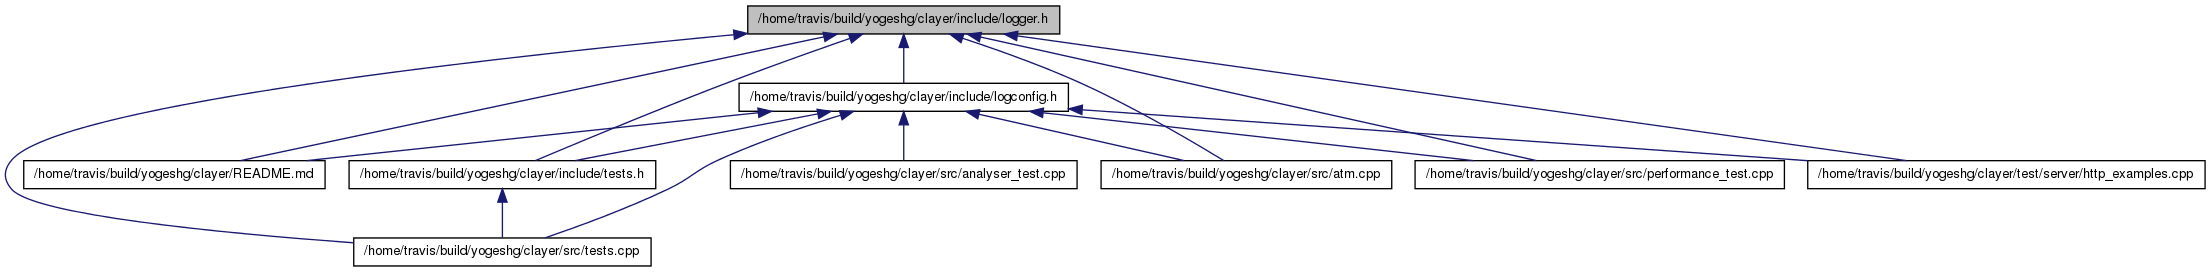 /home/travis/build/yogeshg/clayer/include/logger.h
/home/travis/build/yogeshg/clayer/include/logconfig.h
/home/travis/build/yogeshg/clayer/README.md
/home/travis/build/yogeshg/clayer/include/tests.h
/home/travis/build/yogeshg/clayer/src/analyser_test.cpp
/home/travis/build/yogeshg/clayer/src/atm.cpp
/home/travis/build/yogeshg/clayer/src/performance_test.cpp
/home/travis/build/yogeshg/clayer/test/server/http_examples.cpp
/home/travis/build/yogeshg/clayer/src/tests.cpp